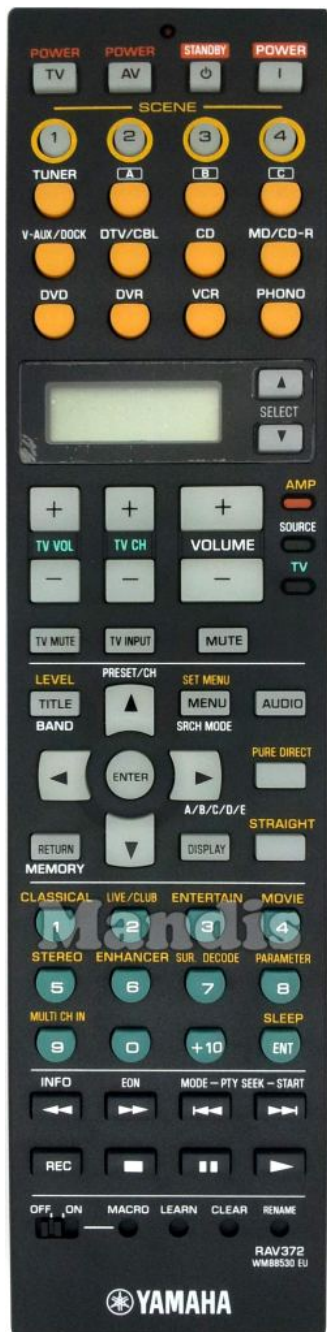 POWER POWER STANDBY POWER
TV AV ⏻ I
SCENE
1 2 3 4
TUNER A B C
V-AUX/DOCK DTV/CBL CD MD/CD-R
DVD DVR VCR PHONO
SELECT
AMP
+ + +
SOURCE
TV VOL TV CH VOLUME
TV
− − −
TV MUTE TV INPUT MUTE
LEVEL PRESET/CH SET MENU
TITLE MENU AUDIO
BAND SRCH MODE
PURE DIRECT
ENTER
A/B/C/D/E
STRAIGHT
RETURN DISPLAY
MEMORY
CLASSICAL LIVE/CLUB ENTERTAIN MOVIE
Mandis
1 2 3 4
STEREO ENHANCER SUR. DECODE PARAMETER
5 6 7 8
MULTI CH IN SLEEP
9 0 +10 ENT
INFO EON MODE – PTY SEEK – START
REC
OFF ON MACRO LEARN CLEAR RENAME
RAV372
WM88530 EU
YAMAHA